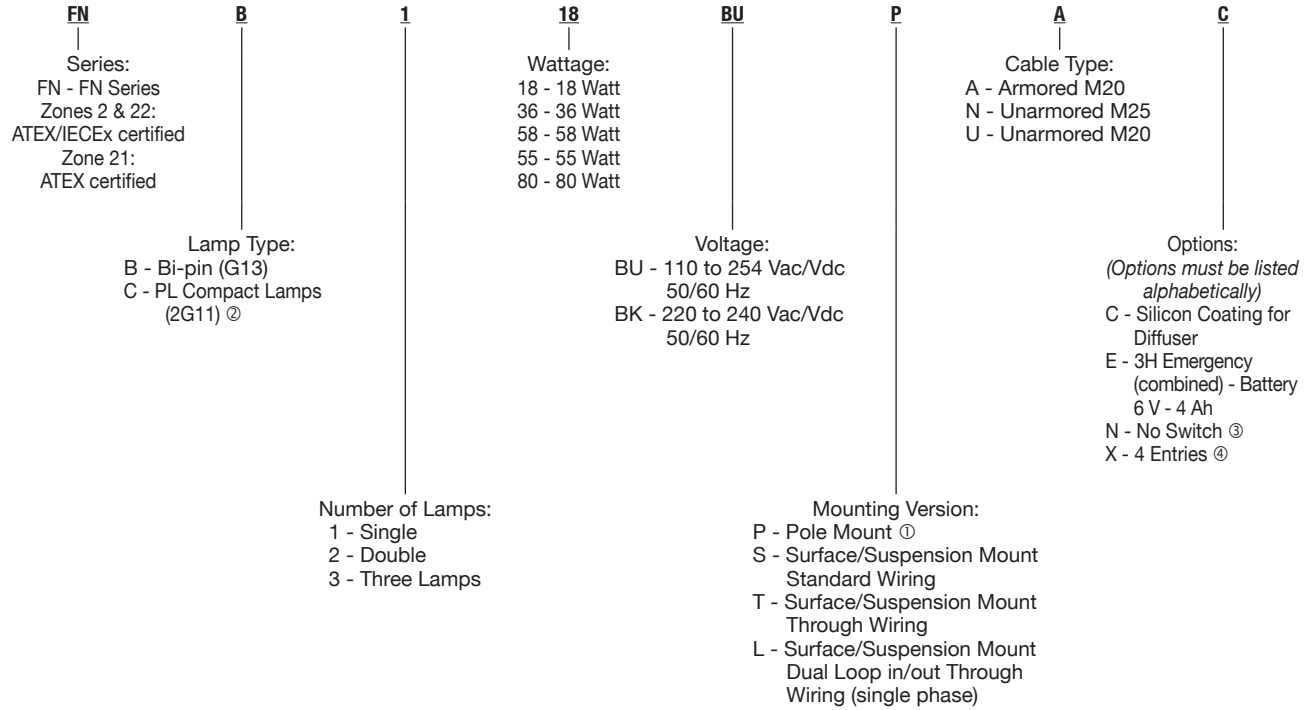 FN B 1 18 BU P A C
Series:
FN - FN Series
Zones 2 & 22:
ATEX/IECEx certified
Zone 21:
ATEX certified
Wattage:
18 - 18 Watt
36 - 36 Watt
58 - 58 Watt
55 - 55 Watt
80 - 80 Watt
Cable Type:
A - Armored M20
N - Unarmored M25
U - Unarmored M20
Lamp Type:
B - Bi-pin (G13)
C - PL Compact Lamps
(2G11) ②
Voltage:
BU - 110 to 254 Vac/Vdc
50/60 Hz
BK - 220 to 240 Vac/Vdc
50/60 Hz
Options:
(Options must be listed
alphabetically)
C - Silicon Coating for
Diffuser
E - 3H Emergency
(combined) - Battery
6 V - 4 Ah
N - No Switch ③
X - 4 Entries ④
Number of Lamps:
1 - Single
2 - Double
3 - Three Lamps
Mounting Version:
P - Pole Mount ①
S - Surface/Suspension Mount
Standard Wiring
T - Surface/Suspension Mount
Through Wiring
L - Surface/Suspension Mount
Dual Loop in/out Through
Wiring (single phase)